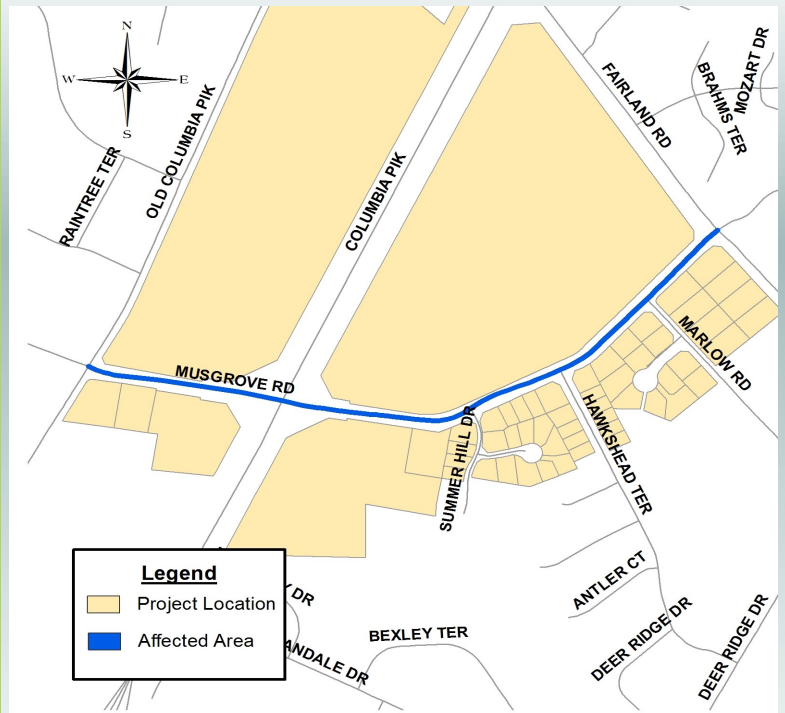 N
W E
S
OLD COLUMBIA PIK
RAINTREE TER
COLUMBIA PIK
FAIRLAND RD
BRAHMS TER
MOZART DR
MUSGROVE RD
MARLOW RD
SUMMER HILL DR
HAWKSHEAD TER
ANTLER CT
DEER RIDGE DR
DEER RIDGE DR
BEXLEY TER
DR
ANDALE DR
Legend
Project Location
Affected Area